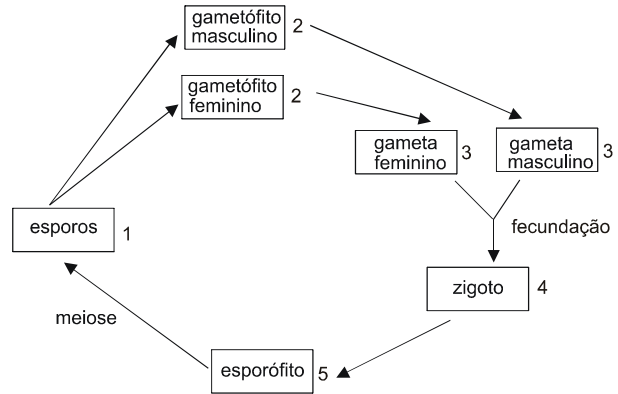 gametófito
masculino 2
gametófito
feminino 2
gameta
feminino 3
gameta
masculino 3
esporos 1
fecundação
zigoto 4
meiose
esporófito 5